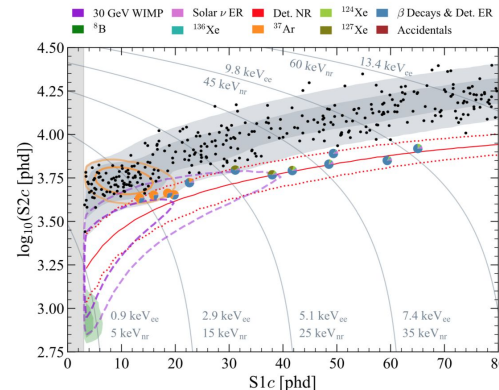 30 GeV WIMP Solar ν ER Det. NR ¹²⁴Xe β Decays & Det. ER
⁸B ¹³⁶Xe ³⁷Ar ¹²⁷Xe Accidentals
4.50
4.25
4.00
3.75
3.50
3.25
3.00
2.75
log₁₀(S2c [phd])
9.8 keVₑₑ 60 keVₙᵣ 13.4 keVₑₑ
45 keVₙᵣ
0.9 keVₑₑ 2.9 keVₑₑ 5.1 keVₑₑ 7.4 keVₑₑ
5 keVₙᵣ 15 keVₙᵣ 25 keVₙᵣ 35 keVₙᵣ
0 10 20 30 40 50 60 70 80
S1c [phd]